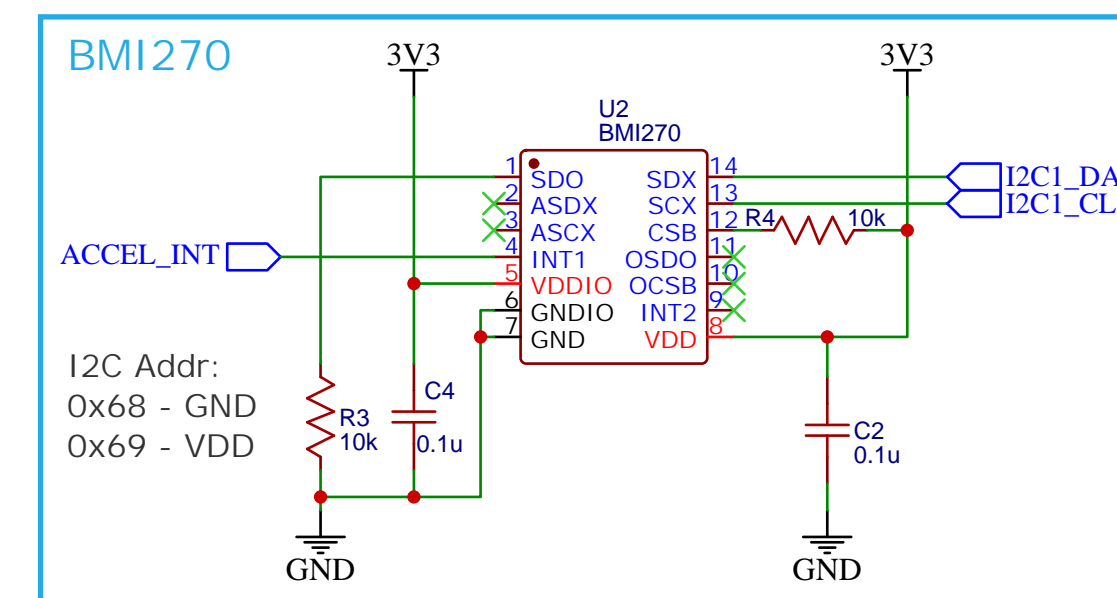 BMI270
3V3
3V3
U2
BMI270
1
SDO
2
ASDX
3
ASCX
4
INT1
5
VDDIO
6
GNDIO
7
GND
14
SDX
13
SCX
12
CSB
11
OSDO
10
OCSB
9
INT2
8
VDD
ACCEL_INT
I2C1_DA
I2C1_CL
R4
10k
I2C Addr:
0x68 - GND
0x69 - VDD
R3
10k
C4
0.1u
C2
0.1u
GND
GND